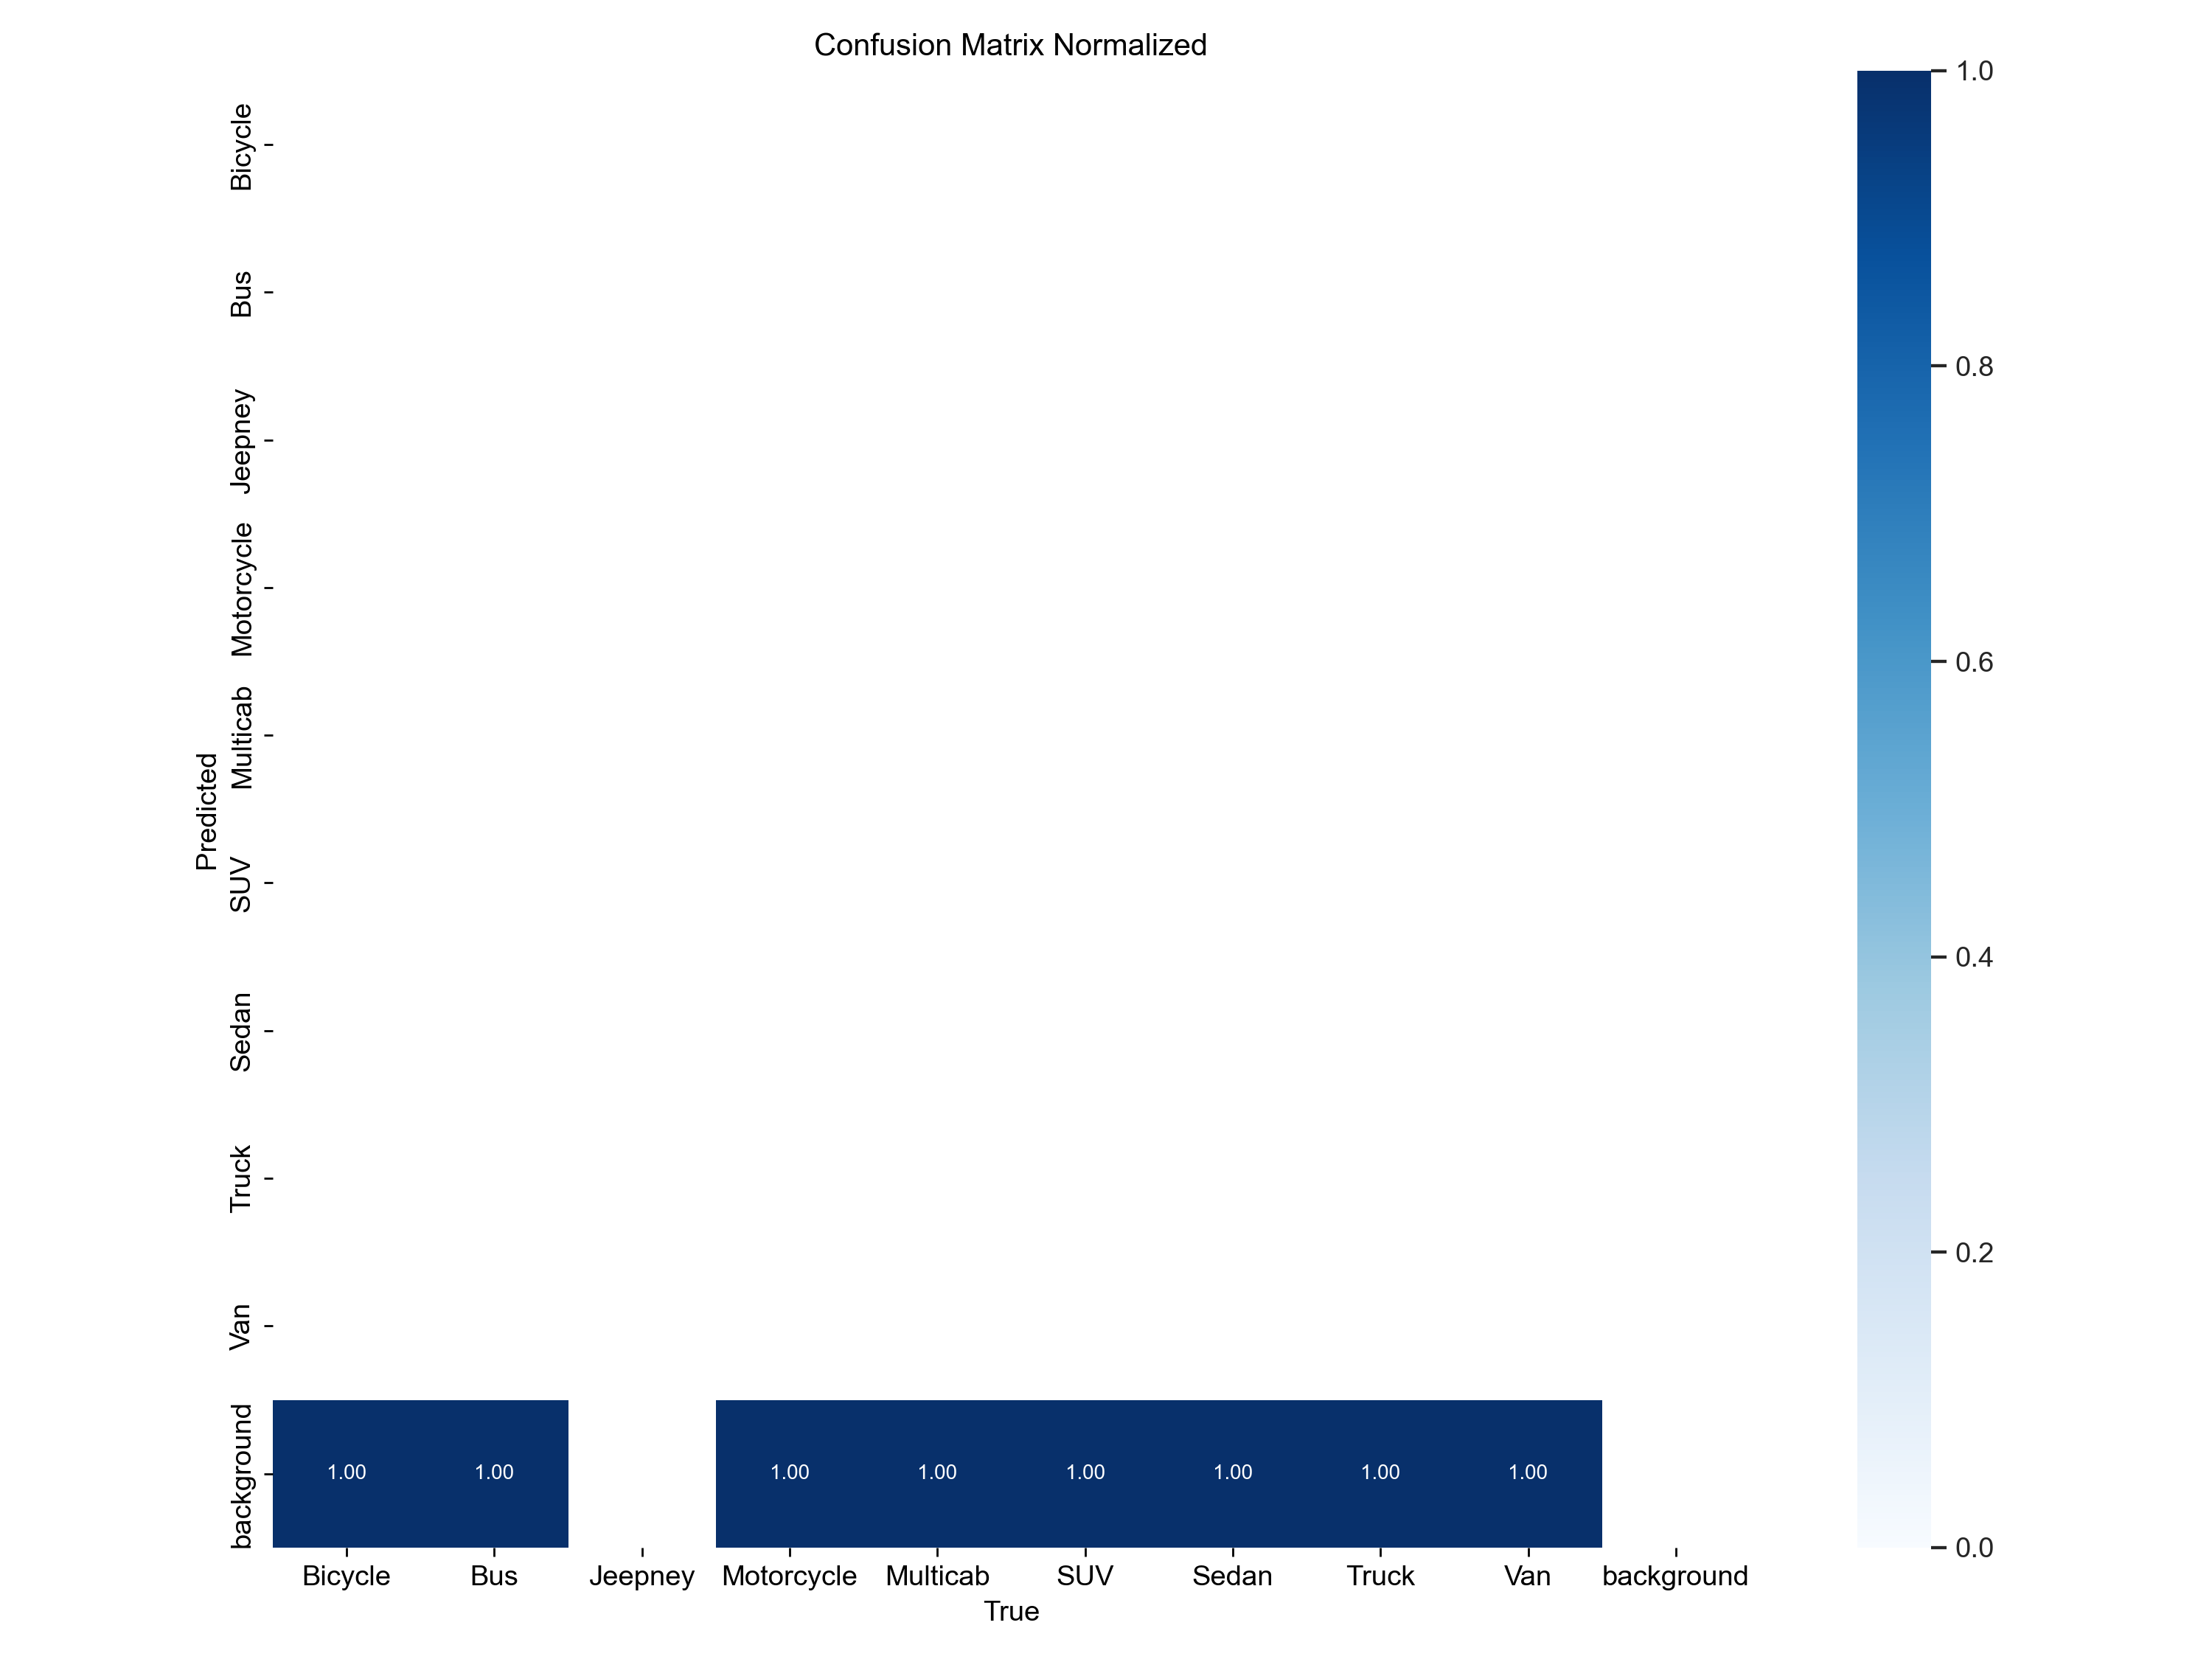 Confusion Matrix Normalized
1.0
0.8
0.6
0.4
0.2
0.0
Predicted
Bicycle
Bus
Jeepney
Motorcycle
Multicab
SUV
Sedan
Truck
Van
background
1.00 1.00 1.00 1.00 1.00 1.00 1.00 1.00
Bicycle Bus Jeepney Motorcycle Multicab SUV Sedan Truck Van background
True